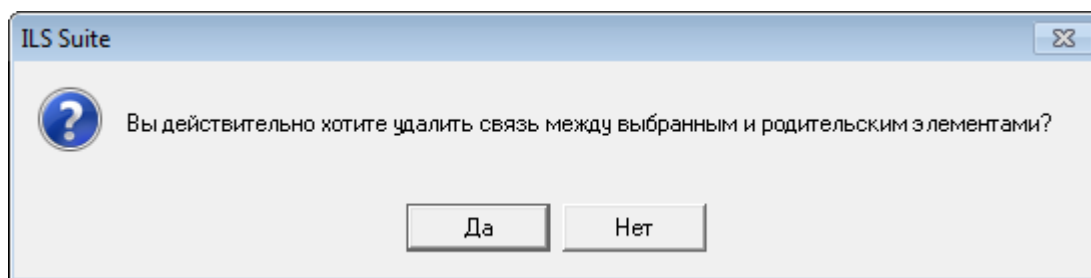 ILS Suite
Вы действительно хотите удалить связь между выбранным и родительским элементами?
Да Нет